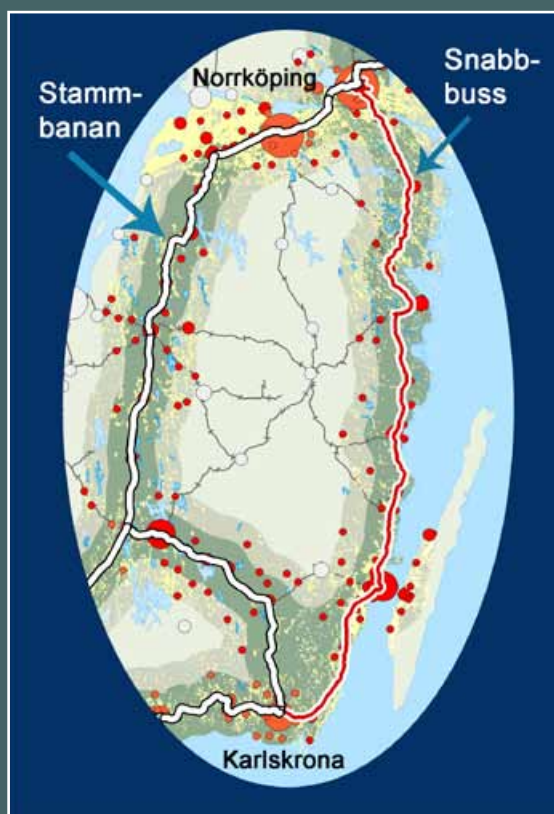 Norrköping
Snabb-
buss
Stamm-
banan
Karlskrona